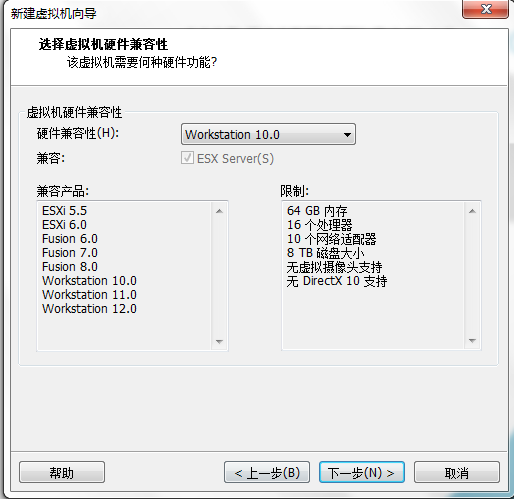 新建虚拟机向导
选择虚拟机硬件兼容性
该虚拟机需要何种硬件功能?
虚拟机硬件兼容性
硬件兼容性(H): Workstation 10.0
兼容: ESX Server(S)
兼容产品:
ESXi 5.5
ESXi 6.0
Fusion 6.0
Fusion 7.0
Fusion 8.0
Workstation 10.0
Workstation 11.0
Workstation 12.0
限制:
64 GB 内存
16 个处理器
10 个网络适配器
8 TB 磁盘大小
无虚拟摄像头支持
无 DirectX 10 支持
帮助 < 上一步(B) 下一步(N) > 取消